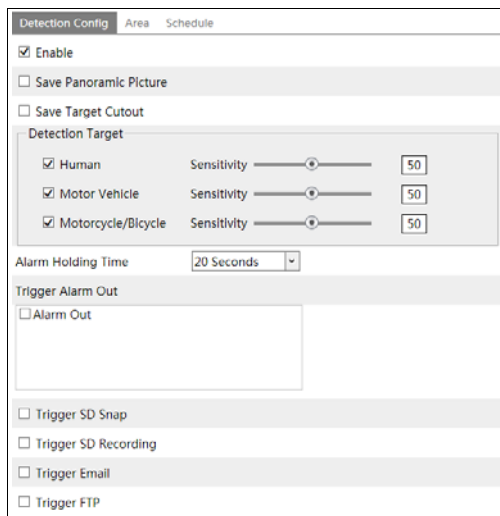 Detection Config Area Schedule
Enable
Save Panoramic Picture
Save Target Cutout
Detection Target
Human Sensitivity 50
Motor Vehicle Sensitivity 50
Motorcycle/Bicycle Sensitivity 50
Alarm Holding Time 20 Seconds
Trigger Alarm Out
Alarm Out
Trigger SD Snap
Trigger SD Recording
Trigger Email
Trigger FTP